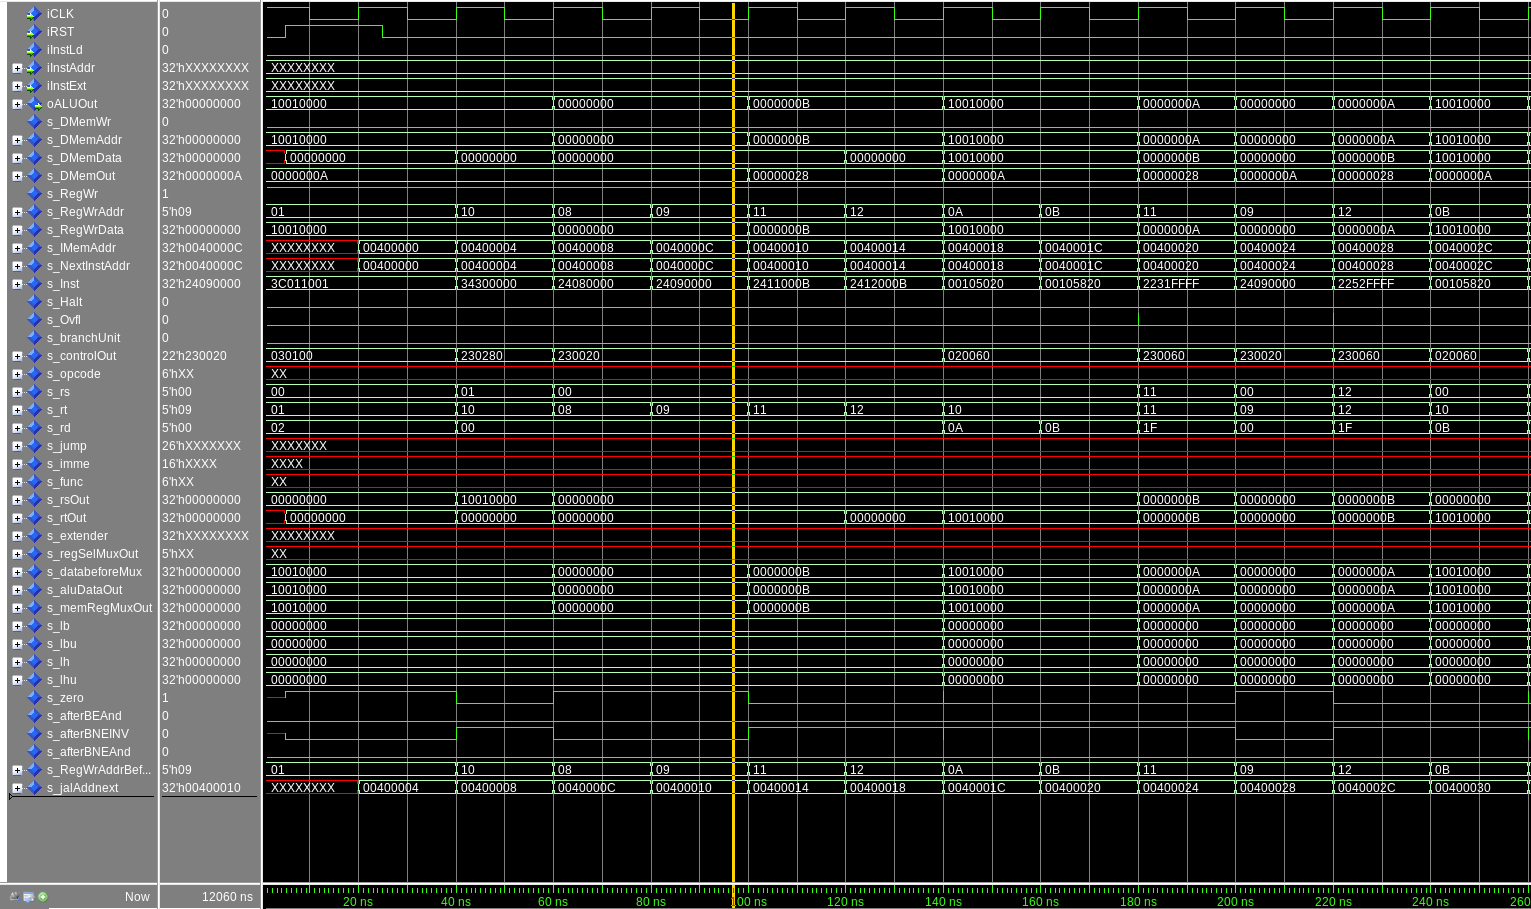 iCLK 0
iRST 0
iInstLd 0
iInstAddr 32'hXXXXXXXX XXXXXXXX
iInstExt 32'hXXXXXXXX XXXXXXXX
oALUOut 32'h00000000 10010000 00000000 0000000B 10010000 0000000A 00000000 0000000A 10010000
s_DMemWr 0
s_DMemAddr 32'h00000000 10010000 00000000 0000000B 10010000 0000000A 00000000 0000000A 10010000
s_DMemData 32'h00000000 00000000 00000000 00000000 00000000 10010000 0000000B 00000000 0000000B 10010000
s_DMemOut 32'h0000000A 0000000A 00000028 0000000A 00000028 0000000A 00000028 0000000A
s_RegWr 1
s_RegWrAddr 5'h09 01 10 08 09 11 12 0A 0B 11 09 12 0B
s_RegWrData 32'h00000000 10010000 00000000 0000000B 10010000 0000000A 00000000 0000000A 10010000
s_IMemAddr 32'h0040000C XXXXXXXX 00400000 00400004 00400008 0040000C 00400010 00400014 00400018 0040001C 00400020 00400024 00400028 0040002C
s_NextInstAddr 32'h0040000C XXXXXXXX 00400000 00400004 00400008 0040000C 00400010 00400014 00400018 0040001C 00400020 00400024 00400028 0040002C
s_Inst 32'h24090000 3C011001 34300000 24080000 24090000 2411000B 2412000B 00105020 00105820 2231FFFF 24090000 2252FFFF 00105820
s_Halt 0
s_Ovfl 0
s_branchUnit 0
s_controlOut 22'h230020 030100 230280 230020 020060 230060 230020 230060 020060
s_opcode 6'hXX XX
s_rs 5'h00 00 01 00 11 00 12 00
s_rt 5'h09 01 10 08 09 11 12 10 11 09 12 10
s_rd 5'h00 02 00 0A 0B 1F 00 1F 0B
s_jump 26'hXXXXXXX XXXXXXX
s_imme 16'hXXXX XXXX
s_func 6'hXX XX
s_rsOut 32'h00000000 00000000 10010000 00000000 0000000B 00000000 0000000B 00000000
s_rtOut 32'h00000000 00000000 00000000 00000000 00000000 10010000 0000000B 00000000 0000000B 10010000
s_extender 32'hXXXXXXXX XXXXXXXX
s_regSelMuxOut 5'hXX XX
s_databeforeMux 32'h00000000 10010000 00000000 0000000B 10010000 0000000A 00000000 0000000A 10010000
s_aluDataOut 32'h00000000 10010000 00000000 0000000B 10010000 0000000A 00000000 0000000A 10010000
s_memRegMuxOut 32'h00000000 10010000 00000000 0000000B 10010000 0000000A 00000000 0000000A 10010000
s_lb 32'h00000000 00000000 00000000 00000000 00000000 00000000 00000000
s_lbu 32'h00000000 00000000 00000000 00000000 00000000 00000000 00000000
s_lh 32'h00000000 00000000 00000000 00000000 00000000 00000000 00000000
s_lhu 32'h00000000 00000000 00000000 00000000 00000000 00000000 00000000
s_zero 1
s_afterBEAnd 0
s_afterBNEINV 0
s_afterBNEAnd 0
s_RegWrAddrBef... 5'h09 01 10 08 09 11 12 0A 0B 11 09 12 0B
s_jalAddnext 32'h00400010 XXXXXXXX 00400004 00400008 0040000C 00400010 00400014 00400018 0040001C 00400020 00400024 00400028 0040002C 00400030
Now 12060 ns 20 ns 40 ns 60 ns 80 ns 100 ns 120 ns 140 ns 160 ns 180 ns 200 ns 220 ns 240 ns 260